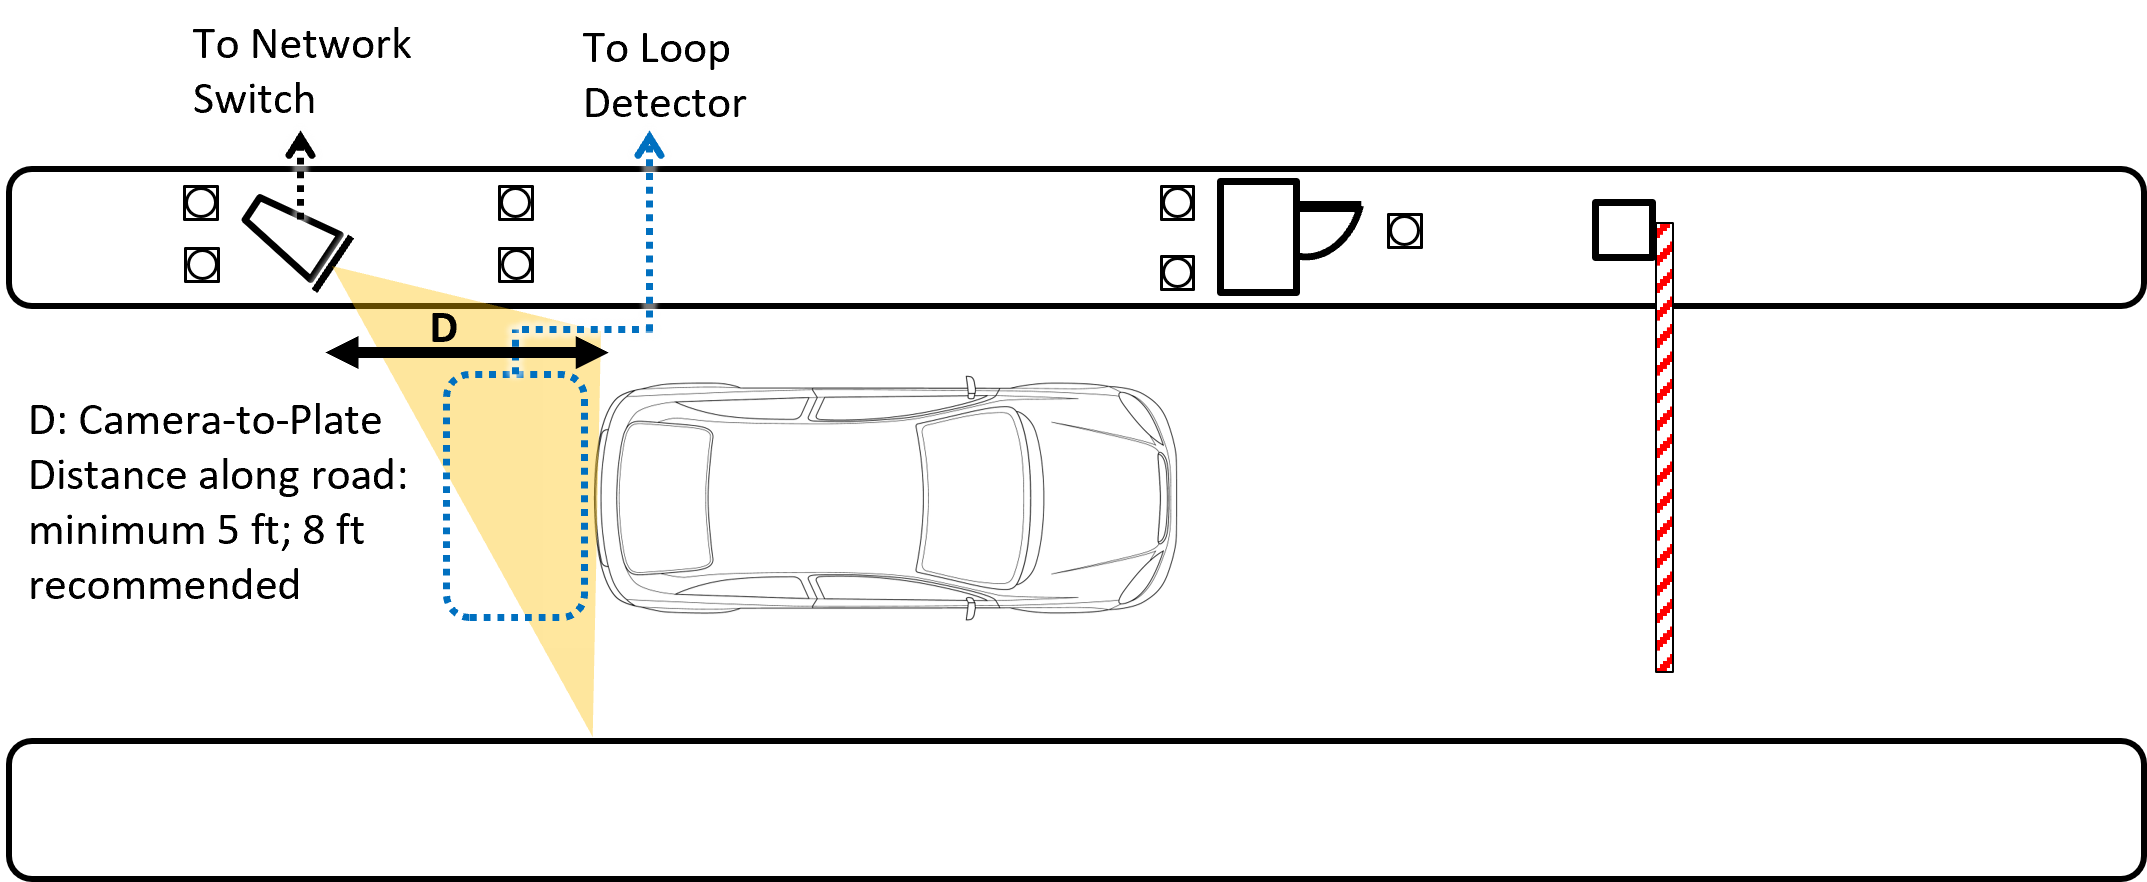 To Network
Switch
To Loop
Detector
D
D: Camera-to-Plate
Distance along road:
minimum 5 ft; 8 ft
recommended